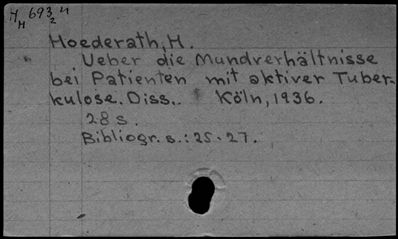 H H 693 2
Hoederath, H.
Ueber die Mundverhältnisse
bei Patienten mit aktiver Tuber-
kulose. Diss.. Köln, 1936.
28 s.
Bibliogr. s.: 25-27.